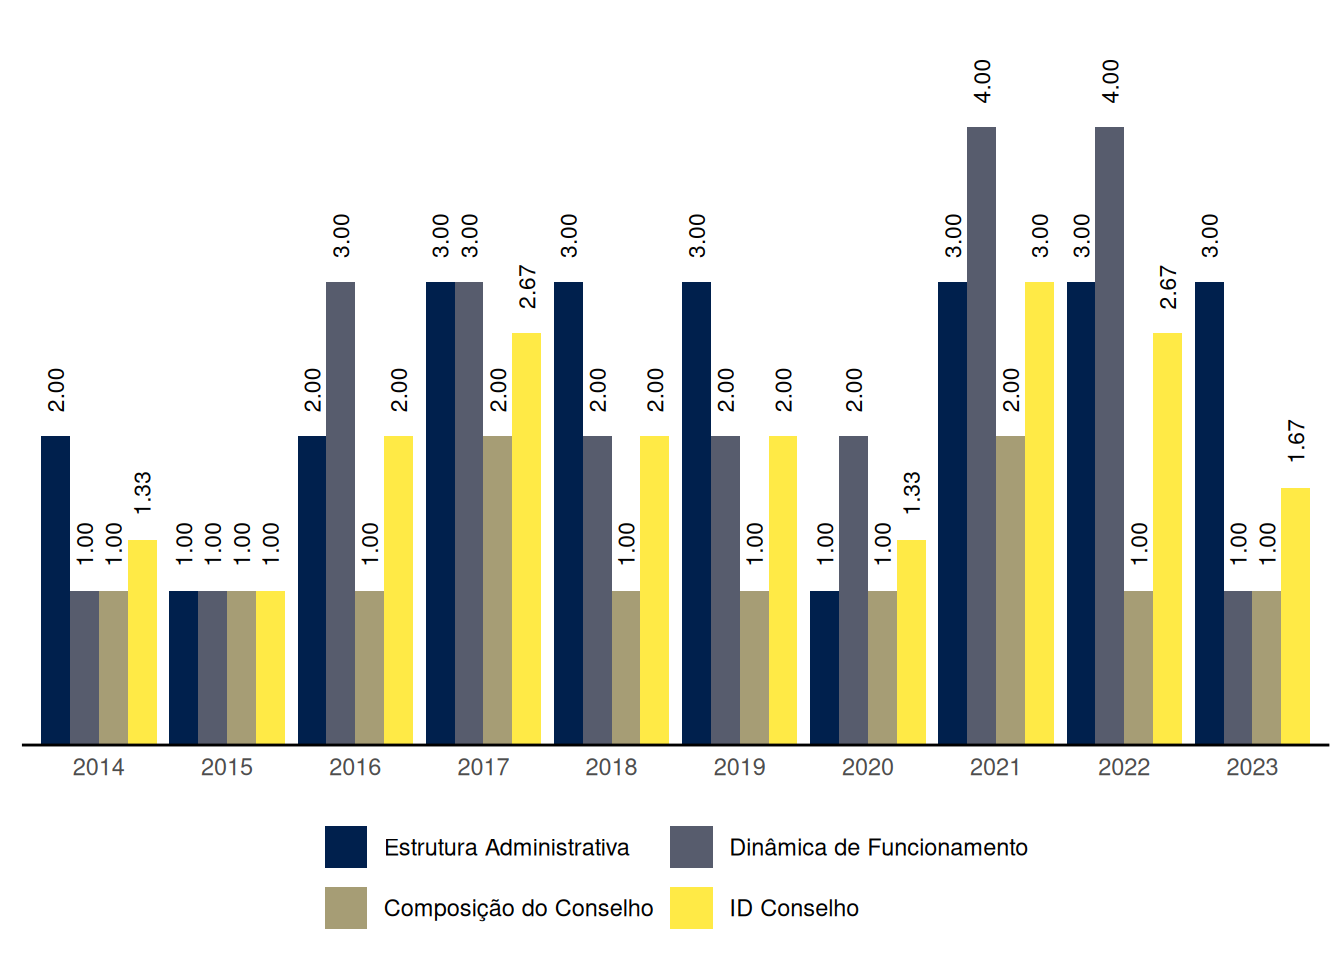 4.00 4.00
3.00 3.00 3.00 3.00 3.00 3.00 3.00 3.00 3.00
2.67 2.67
2.00 2.00 2.00 2.00 2.00 2.00 2.00 2.00 2.00 2.00
1.33 1.33 1.67
1.00 1.00 1.00 1.00 1.00 1.00 1.00 1.00 1.00 1.00 1.00 1.00 1.00 1.00
2014 2015 2016 2017 2018 2019 2020 2021 2022 2023
Estrutura Administrativa Dinâmica de Funcionamento
Composição do Conselho ID Conselho